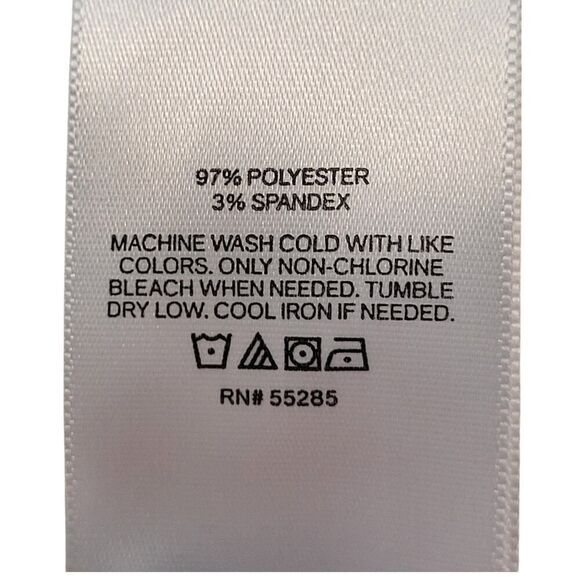 97% POLYESTER
3% SPANDEX
MACHINE WASH COLD WITH LIKE
COLORS. ONLY NON-CHLORINE
BLEACH WHEN NEEDED. TUMBLE
DRY LOW. COOL IRON IF NEEDED.
RN# 55285